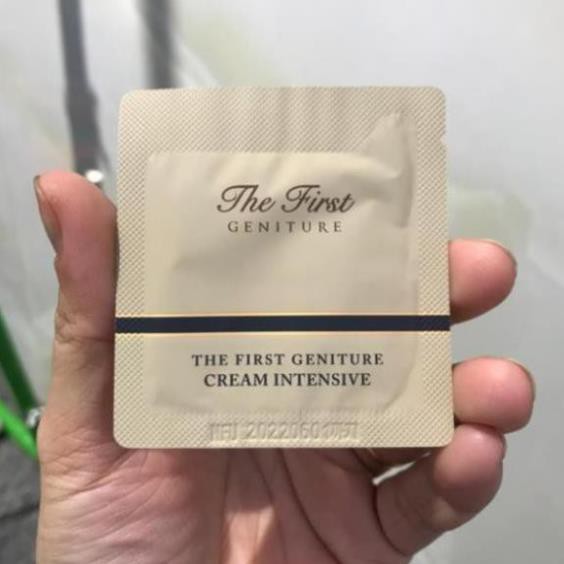 The First
GENITURE
THE FIRST GENITURE
CREAM INTENSIVE